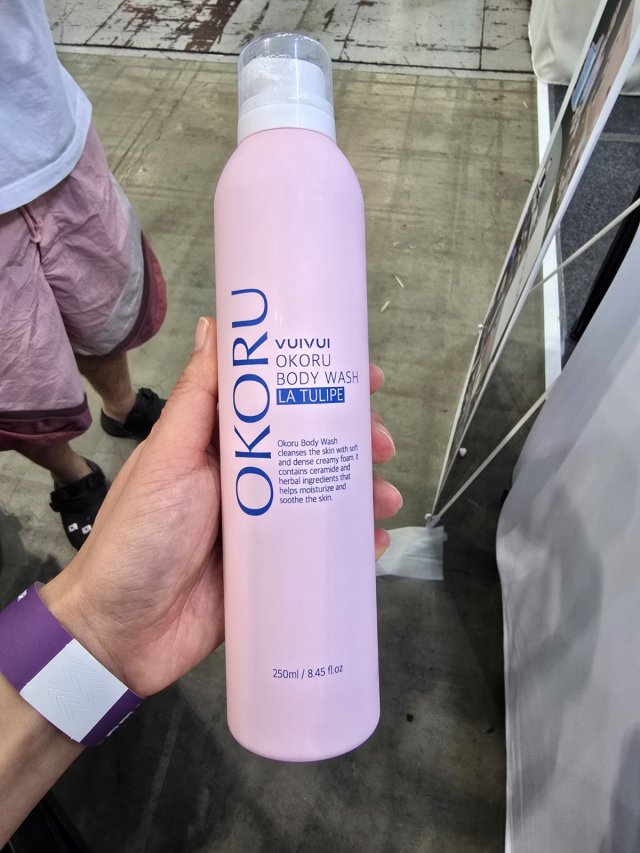 OKORU
VUIVUI
OKORU
BODY WASH
LA TULIPE
Okoru Body Wash
cleanses the skin with soft
and dense creamy foam. It
contains ceramide and
herbal ingredients that
helps moisturize and
soothe the skin.
250ml / 8.45 fl.oz